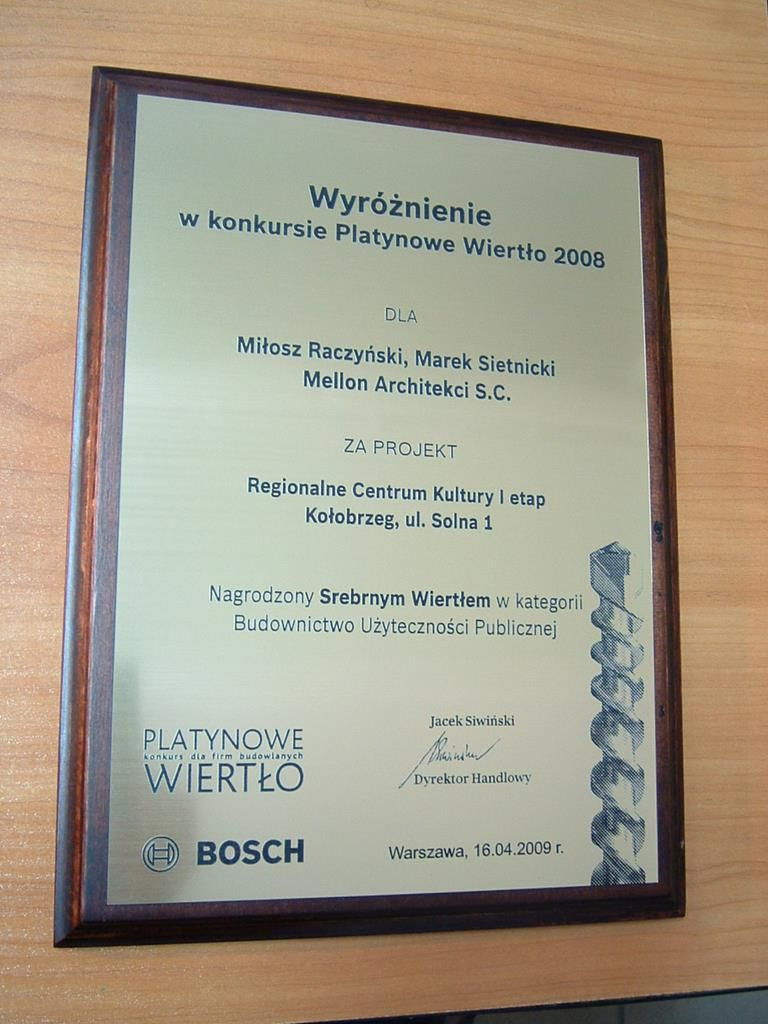 Wyróżnienie
w konkursie Platynowe Wiertło 2008
DLA
Miłosz Raczyński, Marek Sietnicki
Mellon Architekci S.C.
ZA PROJEKT
Regionalne Centrum Kultury I etap
Kołobrzeg, ul. Solna 1
Nagrodzony Srebrnym Wiertłem w kategorii
Budownictwo Użyteczności Publicznej
PLATYNOWE
konkurs dla firm budowlanych
WIERTŁO
Jacek Siwiński
Dyrektor Handlowy
BOSCH
Warszawa, 16.04.2009 r.